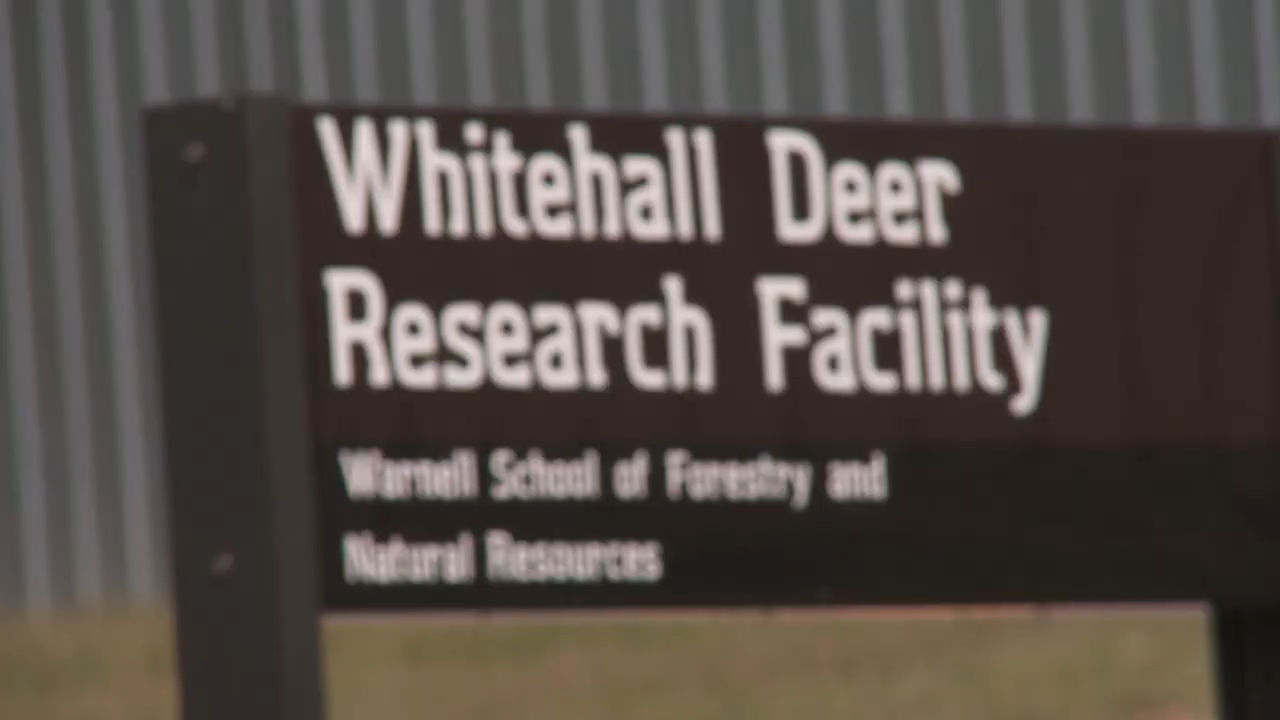 Whitehall Deer
Research Facility
Warnell School of Forestry and
Natural Resources